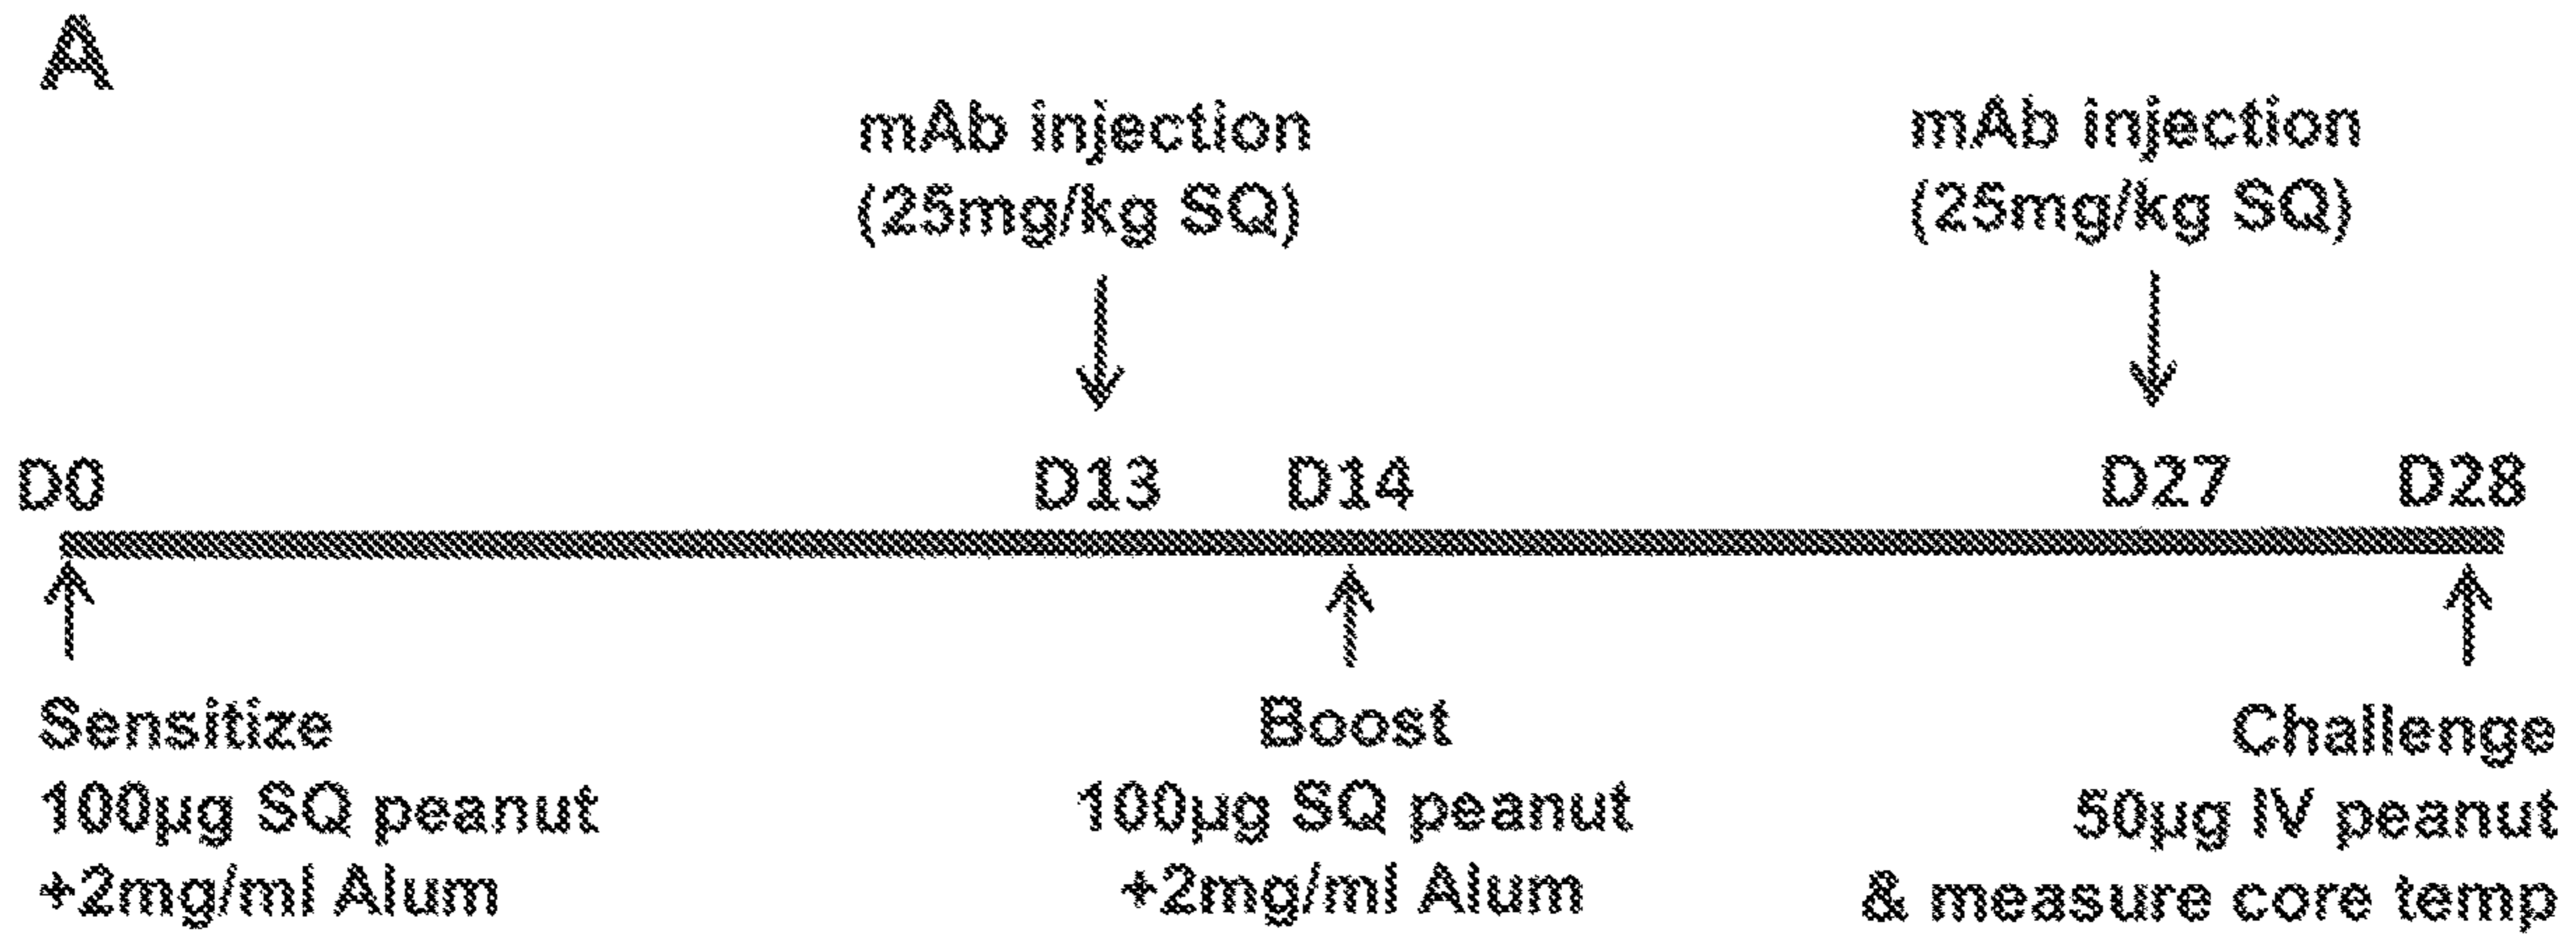 A
mAb injection
(25mg/kg SQ)
mAb injection
(25mg/kg SQ)
D0
D13
D14
D27
D28
Sensitize
100µg SQ peanut
+2mg/ml Alum
Boost
100µg SQ peanut
+2mg/ml Alum
Challenge
50µg IV peanut
& measure core temp